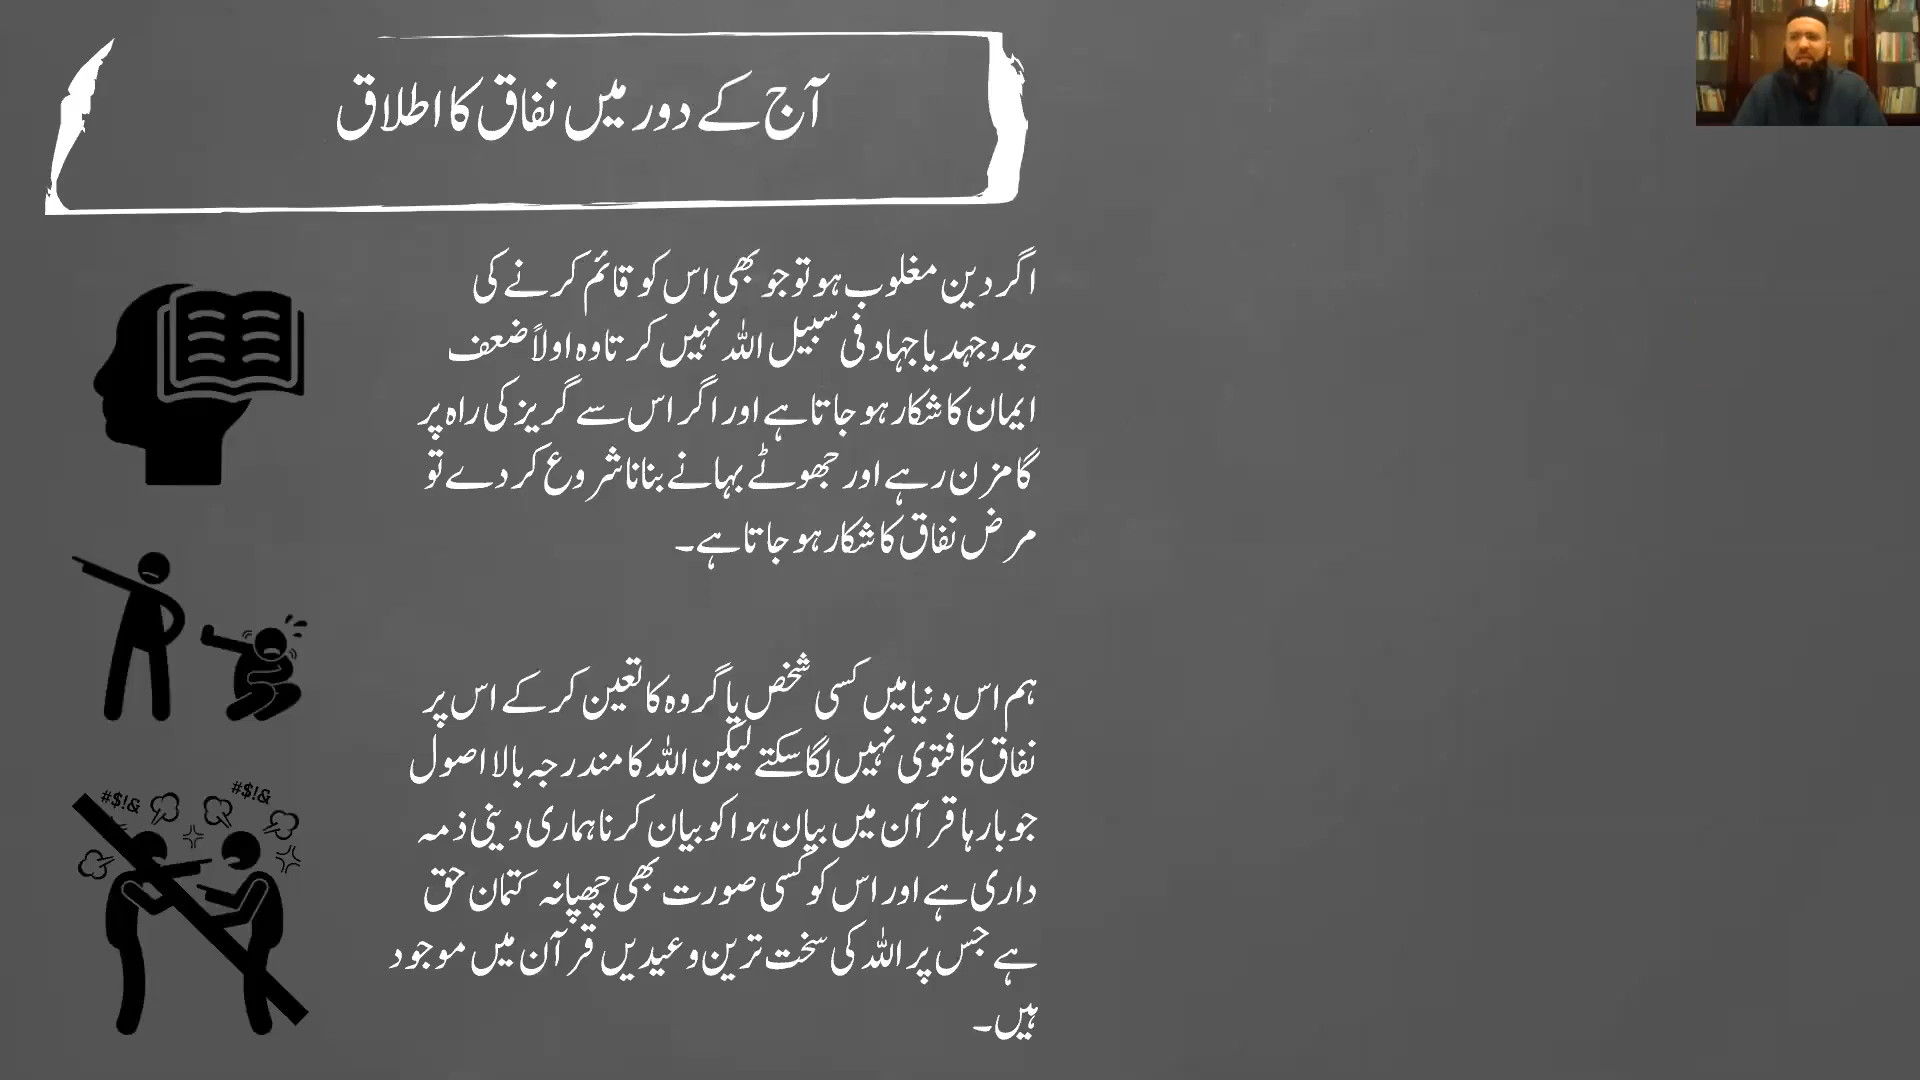 آج کے دور میں نفاق کا اطلاق
اگر دین مغلوب ہو تو جو بھی اس کو قائم کرنے کی
جدوجہد یا جہاد فی سبیل اللہ نہیں کرتا وہ اولاً ضعف
ایمان کا شکار ہو جاتا ہے اور اگر اس سے گریز کی راہ پر
گامزن رہے اور جھوٹے بہانے بنانا شروع کر دے تو
مرض نفاق کا شکار ہو جاتا ہے۔
ہم اس دنیا میں کسی شخص یا گروہ کا تعین کر کے اس پر
نفاق کا فتوی نہیں لگا سکتے لیکن اللہ کا مندرجہ بالا اصول
جو بارہا قرآن میں بیان ہوا کو بیان کرنا ہماری دینی ذمہ
داری ہے اور اس کو کسی صورت بھی چھپانہ کتمان حق
ہے جس پر اللہ کی سخت ترین وعیدیں قرآن میں موجود
ہیں۔
#$!&
#$!&